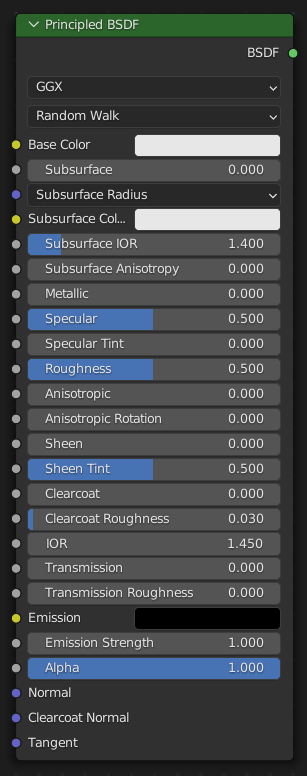 Principled BSDF
BSDF
GGX
Random Walk
Base Color
Subsurface 0.000
Subsurface Radius
Subsurface Col...
Subsurface IOR 1.400
Subsurface Anisotropy 0.000
Metallic 0.000
Specular 0.500
Specular Tint 0.000
Roughness 0.500
Anisotropic 0.000
Anisotropic Rotation 0.000
Sheen 0.000
Sheen Tint 0.500
Clearcoat 0.000
Clearcoat Roughness 0.030
IOR 1.450
Transmission 0.000
Transmission Roughness 0.000
Emission
Emission Strength 1.000
Alpha 1.000
Normal
Clearcoat Normal
Tangent